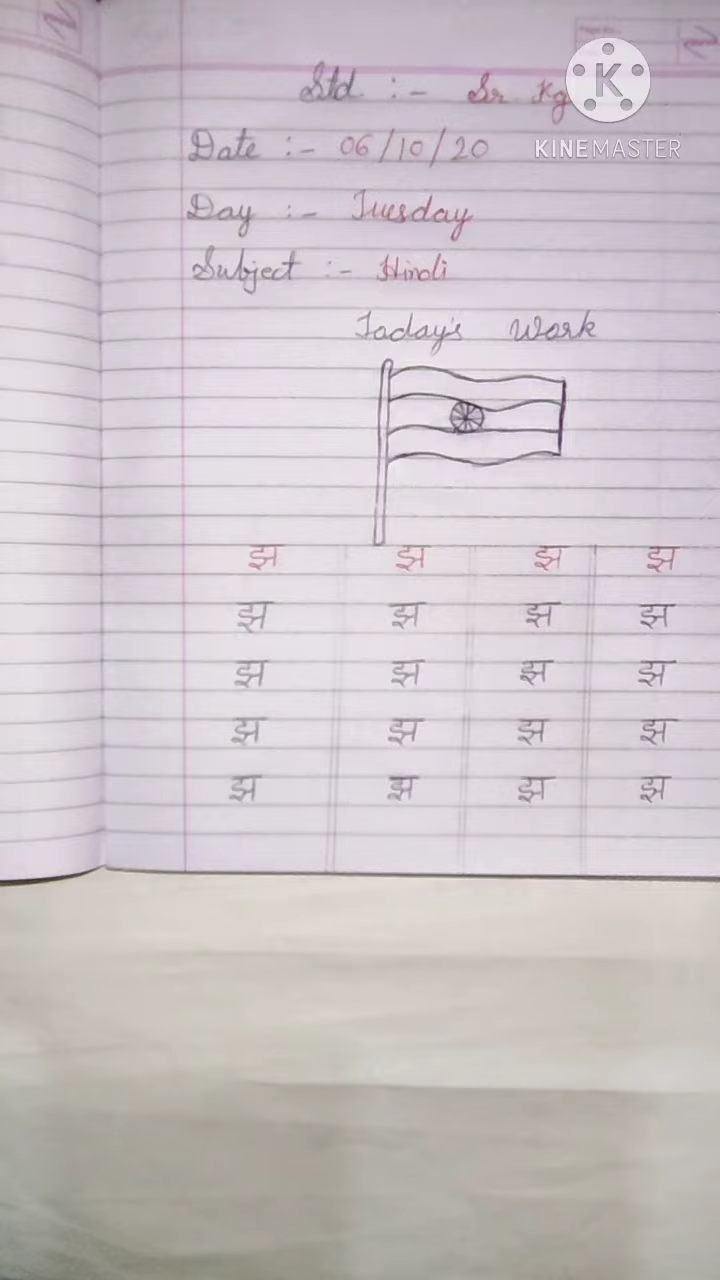 Std :- Sr Kg
K
KINEMASTER
Date :- 06/10/20
Day :- Tuesday
Subject :- Hindi
Today's Work
झ झ झ झ
झ झ झ झ
झ झ झ झ
झ झ झ झ
झ झ झ झ